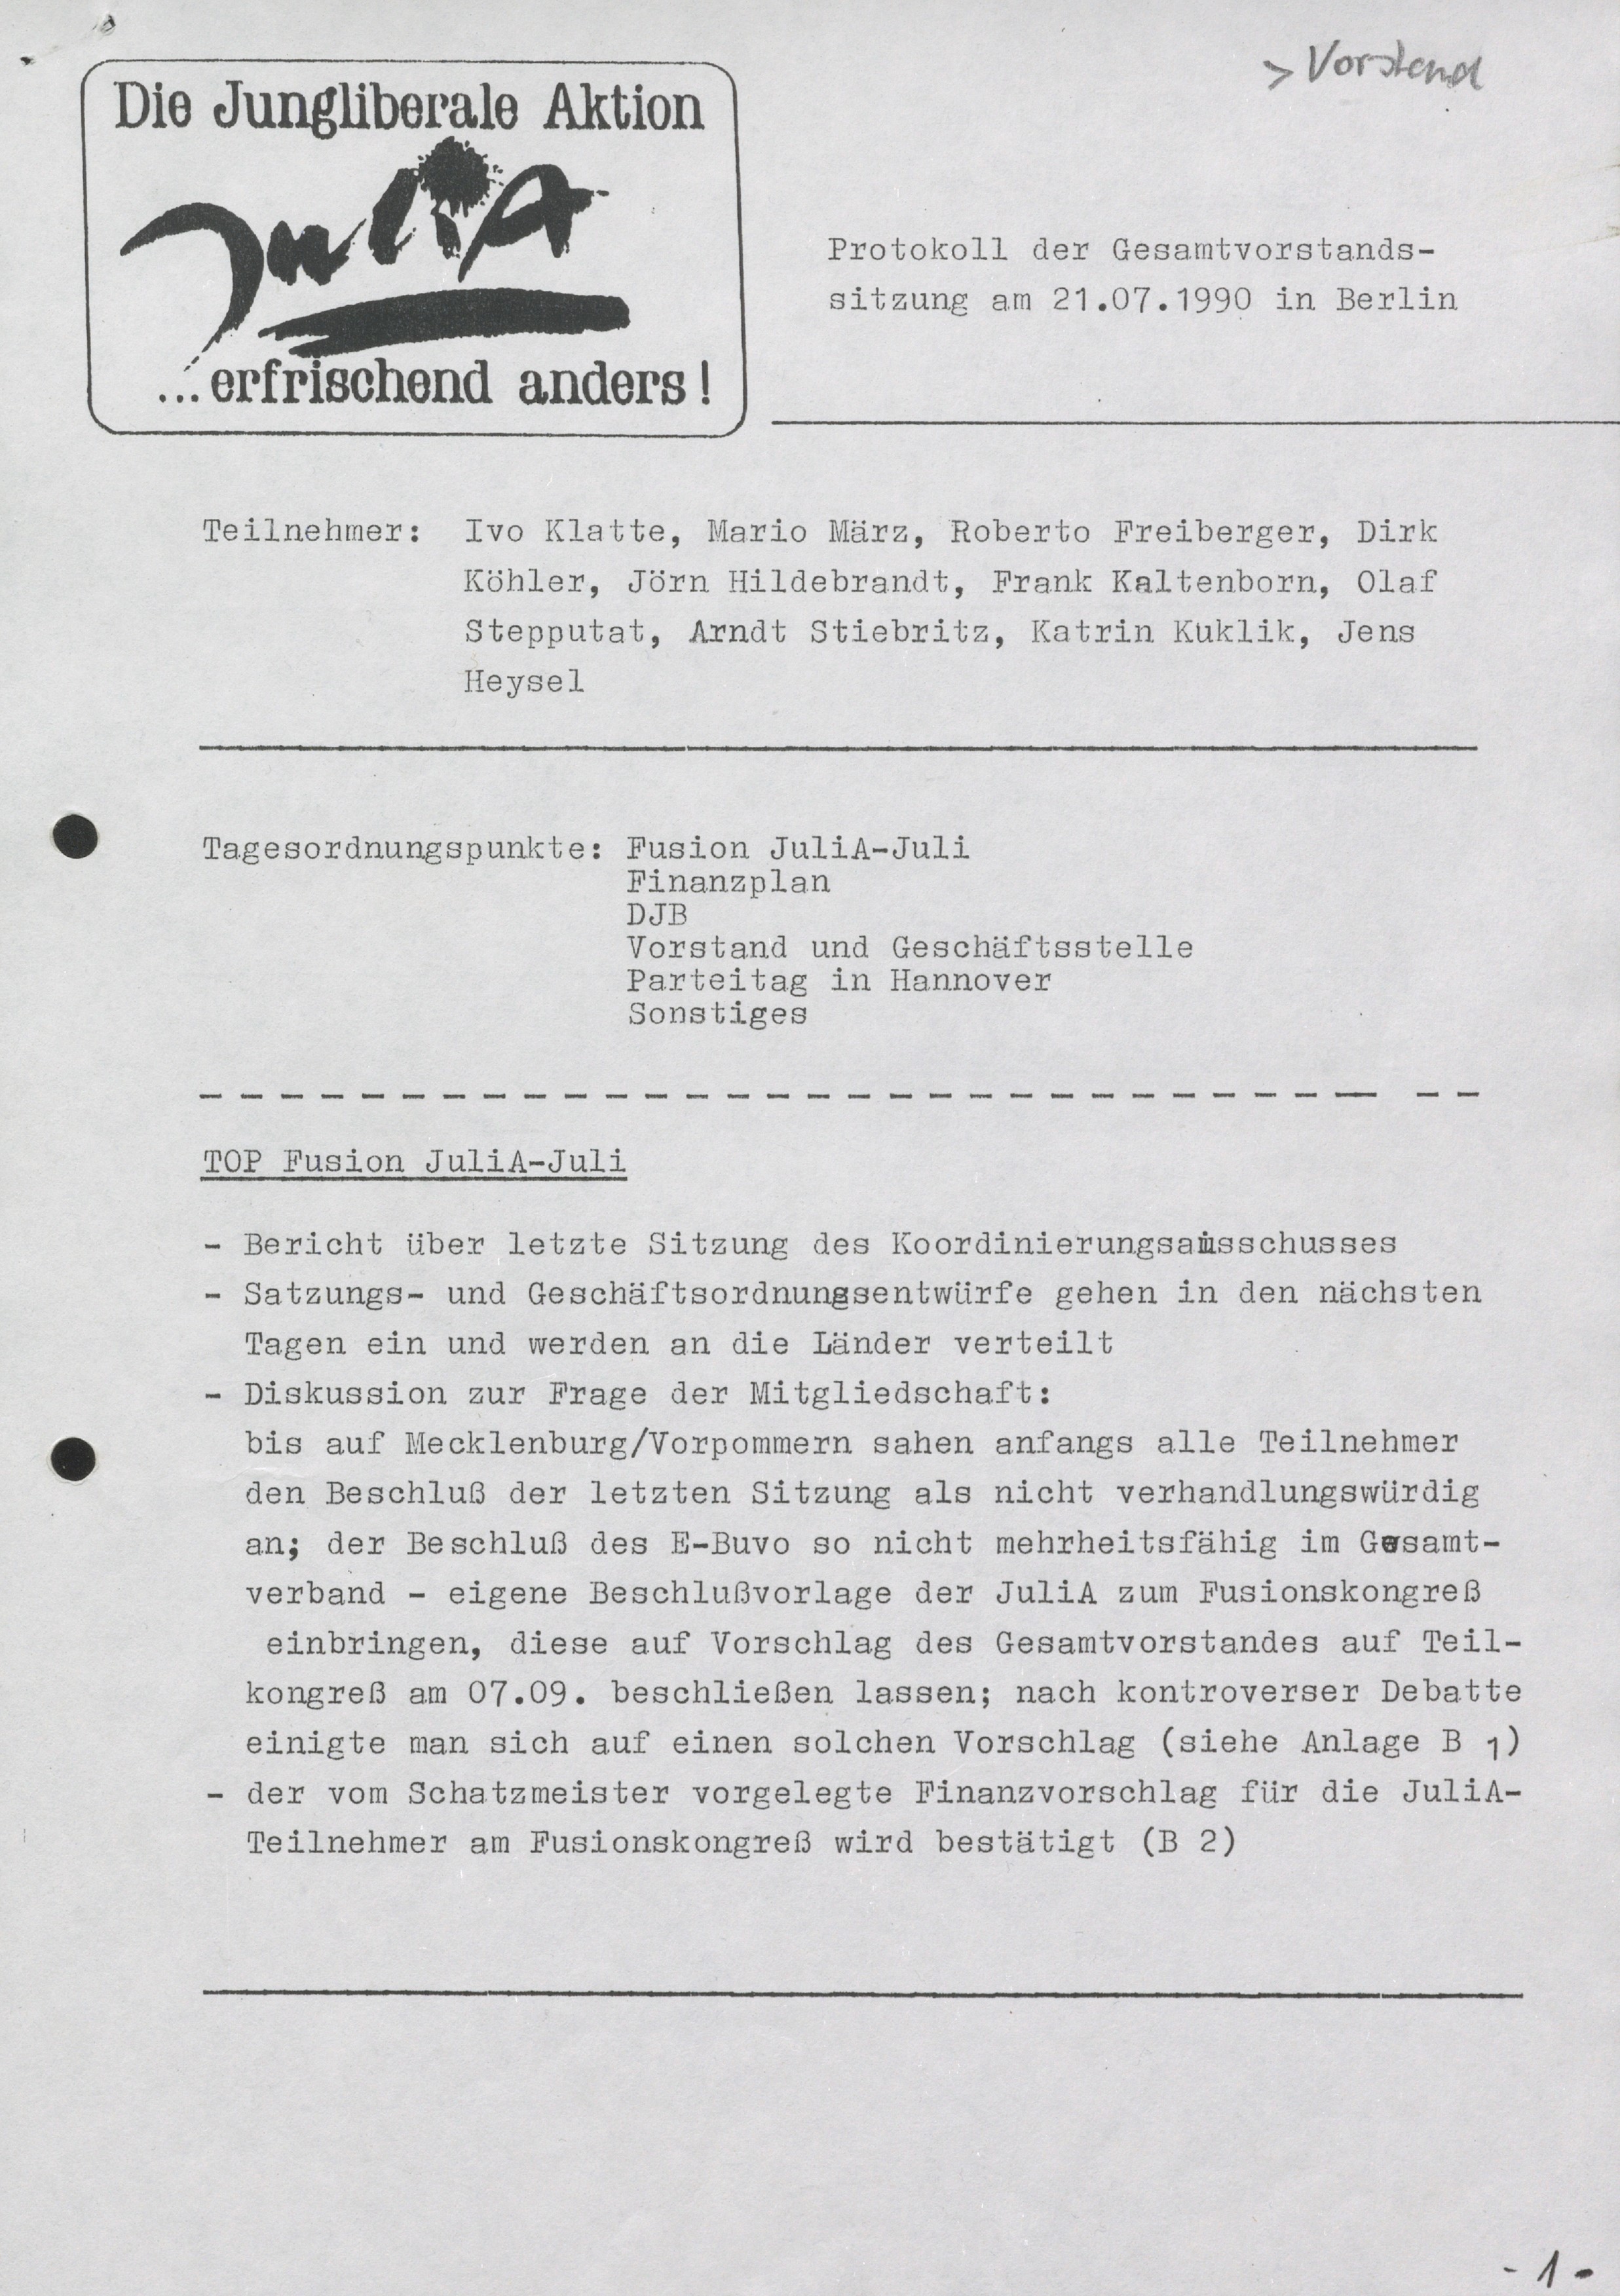 > Vorstand
Die Jungliberale Aktion
JuliA
...erfrischend anders!
Protokoll der Gesamtvorstands-
sitzung am 21.07.1990 in Berlin
Teilnehmer: Ivo Klatte, Mario März, Roberto Freiberger, Dirk
Köhler, Jörn Hildebrandt, Frank Kaltenborn, Olaf
Stepputat, Arndt Stiebritz, Katrin Kuklik, Jens
Heysel
Tagesordnungspunkte: Fusion JuliA-Juli
Finanzplan
DJB
Vorstand und Geschäftsstelle
Parteitag in Hannover
Sonstiges
TOP Fusion JuliA-Juli
- Bericht über letzte Sitzung des Koordinierungsausschusses
- Satzungs- und Geschäftsordnungsentwürfe gehen in den nächsten
Tagen ein und werden an die Länder verteilt
- Diskussion zur Frage der Mitgliedschaft:
bis auf Mecklenburg/Vorpommern sahen anfangs alle Teilnehmer
den Beschluß der letzten Sitzung als nicht verhandlungswürdig
an; der Beschluß des E-Buvo so nicht mehrheitsfähig im Gesamt-
verband - eigene Beschlußvorlage der JuliA zum Fusionskongreß
einbringen, diese auf Vorschlag des Gesamtvorstandes auf Teil-
kongreß am 07.09. beschließen lassen; nach kontroverser Debatte
einigte man sich auf einen solchen Vorschlag (siehe Anlage B 1)
- der vom Schatzmeister vorgelegte Finanzvorschlag für die JuliA-
Teilnehmer am Fusionskongreß wird bestätigt (B 2)
- 1 -